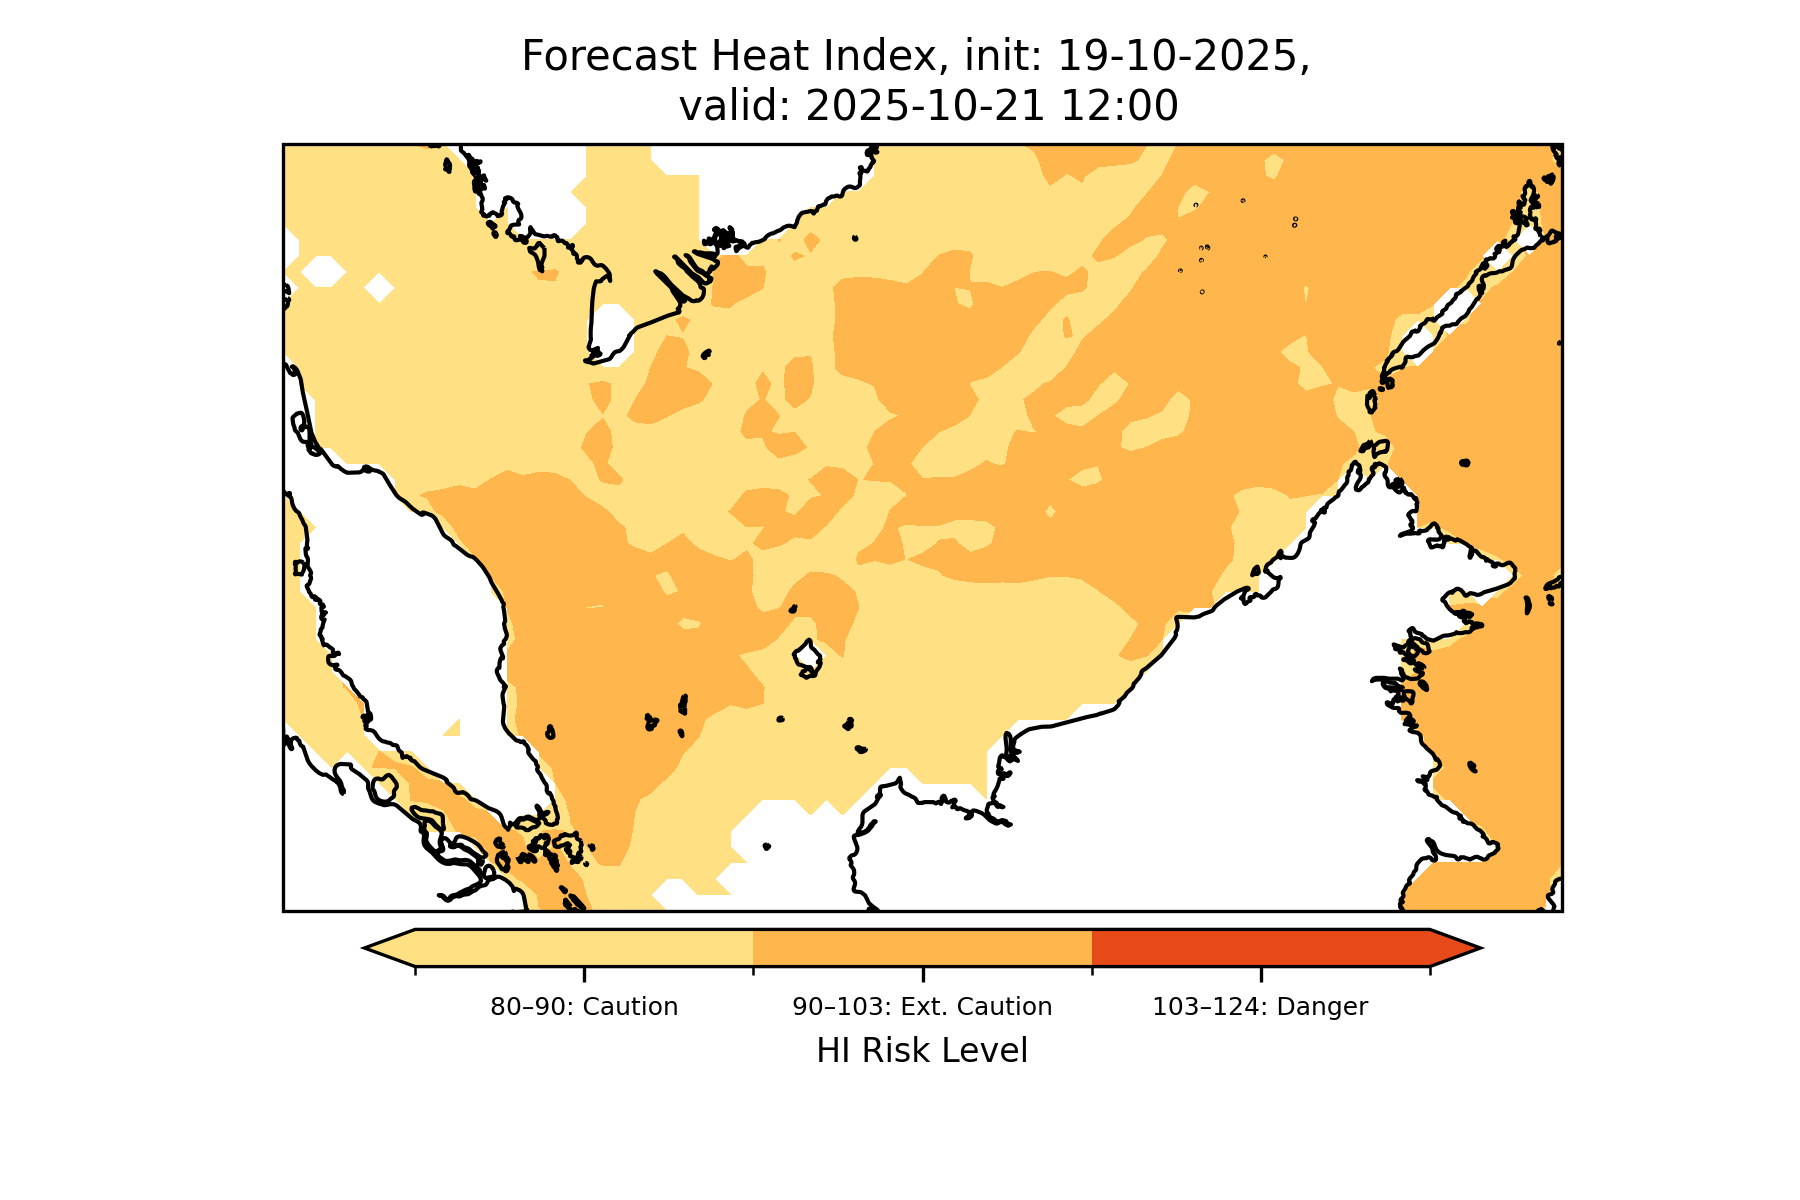 Forecast Heat Index, init: 19-10-2025,
valid: 2025-10-21 12:00
80–90: Caution
90–103: Ext. Caution
103–124: Danger
HI Risk Level